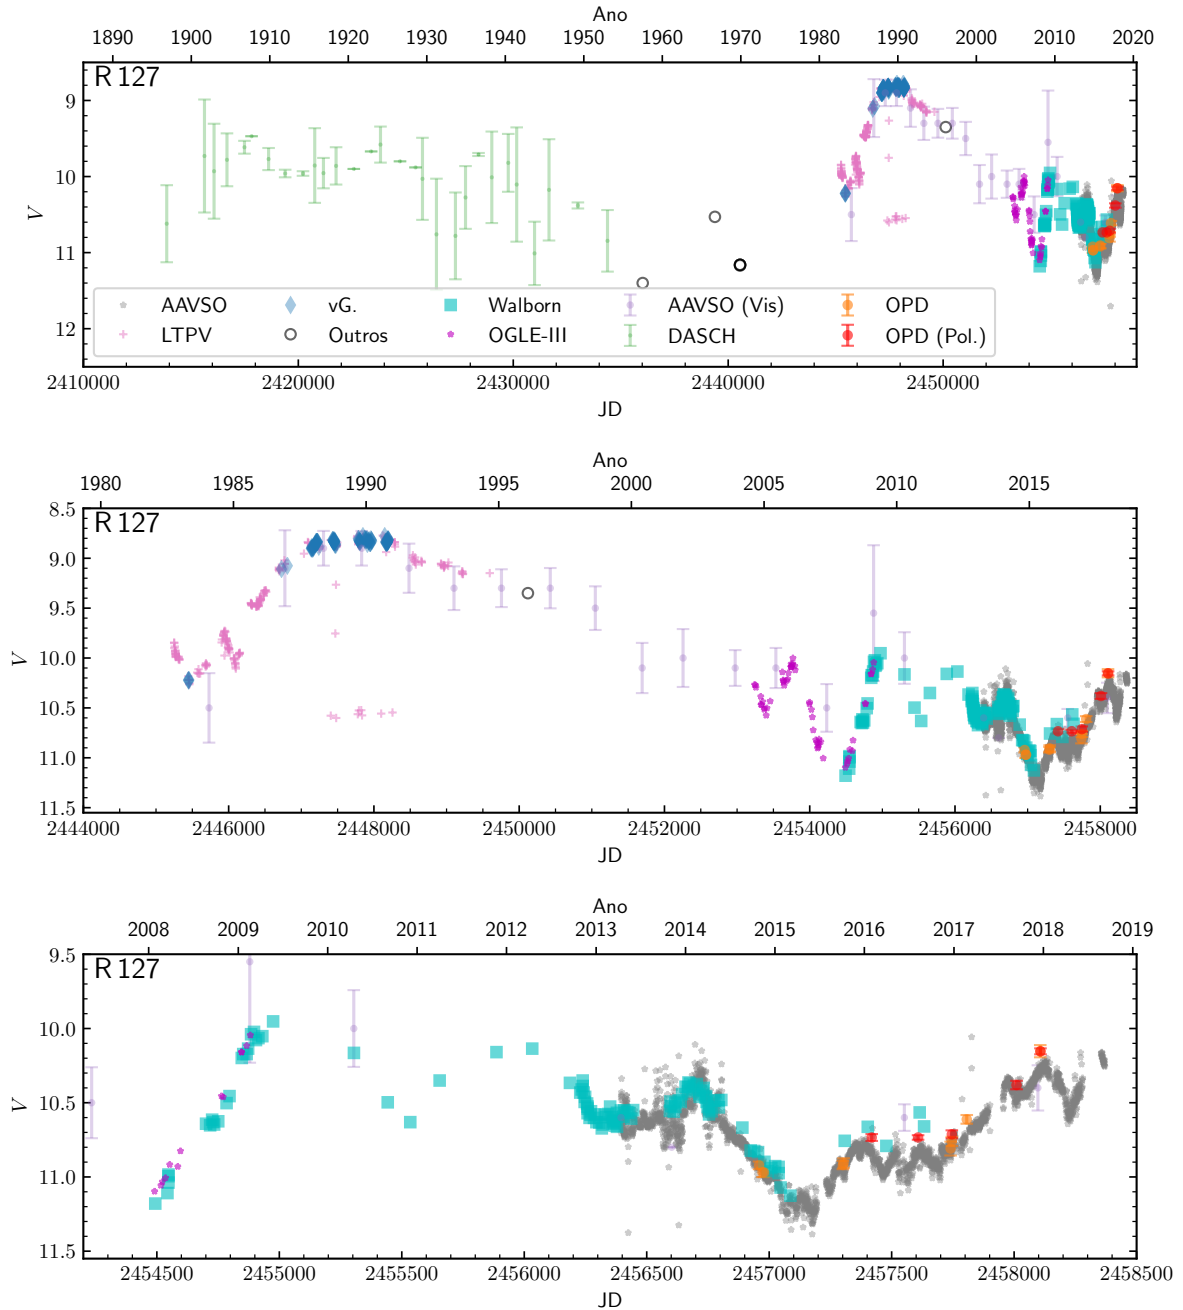 Ano
1890 1900 1910 1920 1930 1940 1950 1960 1970 1980 1990 2000 2010 2020
R 127
9
10
11
12
V
AAVSO vG. Walborn AAVSO (Vis) OPD
LTPV Outros OGLE-III DASCH OPD (Pol.)
2410000 2420000 2430000 2440000 2450000
JD
Ano
1980 1985 1990 1995 2000 2005 2010 2015
R 127
8.5
9.0
9.5
10.0
10.5
11.0
11.5
V
2444000 2446000 2448000 2450000 2452000 2454000 2456000 2458000
JD
Ano
2008 2009 2010 2011 2012 2013 2014 2015 2016 2017 2018 2019
R 127
9.5
10.0
10.5
11.0
11.5
V
2454500 2455000 2455500 2456000 2456500 2457000 2457500 2458000 2458500
JD